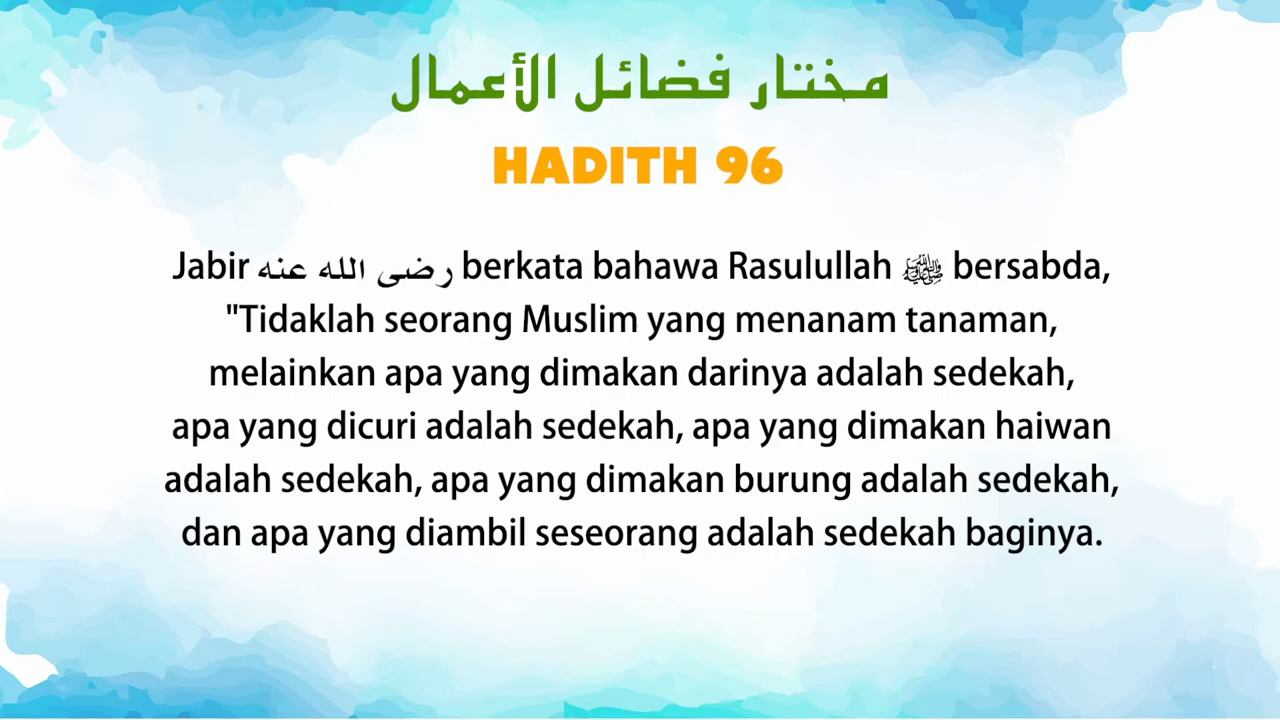 مختار فضائل الأعمال
HADITH 96
Jabir رضى الله عنه berkata bahawa Rasulullah ﷺ bersabda,
"Tidaklah seorang Muslim yang menanam tanaman,
melainkan apa yang dimakan darinya adalah sedekah,
apa yang dicuri adalah sedekah, apa yang dimakan haiwan
adalah sedekah, apa yang dimakan burung adalah sedekah,
dan apa yang diambil seseorang adalah sedekah baginya.